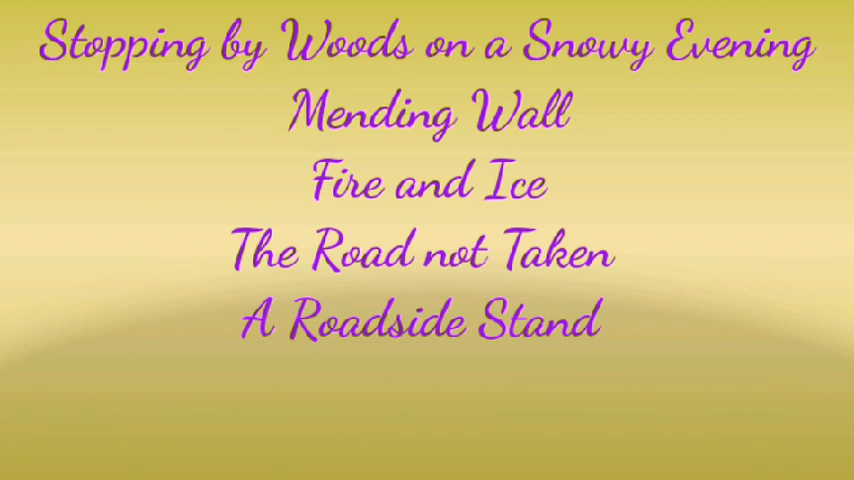 Stopping by Woods on a Snowy Evening
Mending Wall
Fire and Ice
The Road not Taken
A Roadside Stand